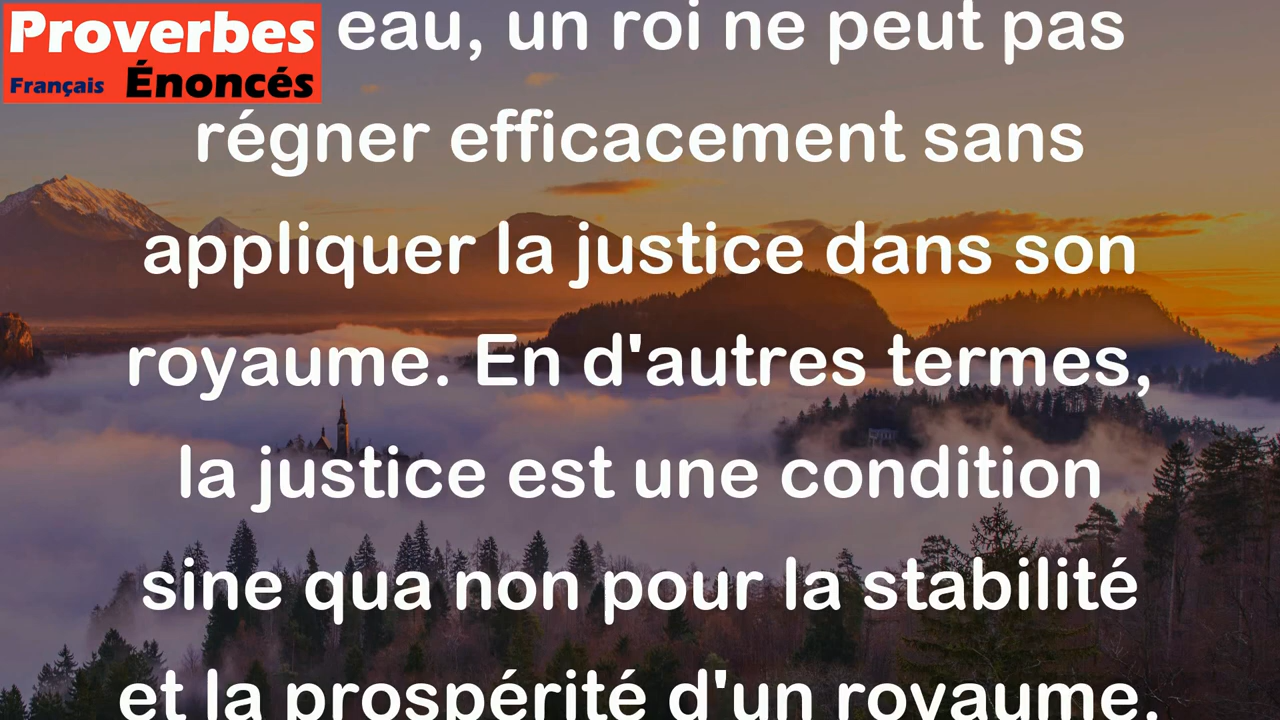 Proverbes
Français Énoncés
eau, un roi ne peut pas
régner efficacement sans
appliquer la justice dans son
royaume. En d'autres termes,
la justice est une condition
sine qua non pour la stabilité
et la prospérité d'un royaume.